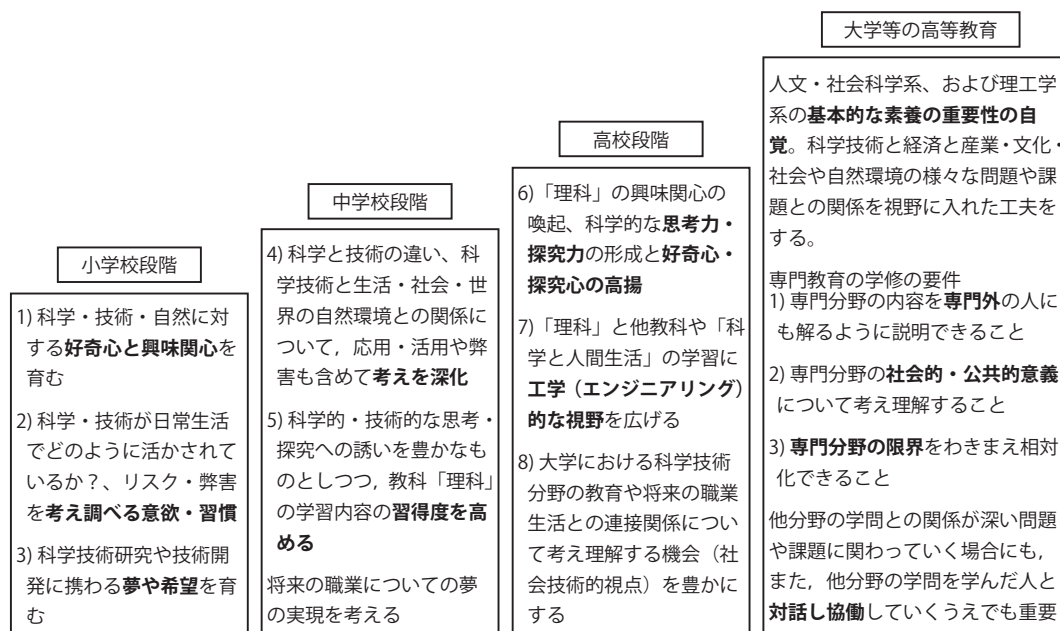 小学校段階
1) 科学・技術・自然に対
する好奇心と興味関心を
育む
2) 科学・技術が日常生活
でどのように活かされて
いるか？、リスク・弊害
を考え調べる意欲・習慣
3) 科学技術研究や技術開
発に携わる夢や希望を育
む
中学校段階
4) 科学と技術の違い、科
学技術と生活・社会・世
界の自然環境との関係に
ついて，応用・活用や弊
害も含めて考えを深化
5) 科学的・技術的な思考・
探究への誘いを豊かなも
のとしつつ，教科「理科」
の学習内容の習得度を高
める
将来の職業についての夢
の実現を考える
高校段階
6)「理科」の興味関心の
喚起、科学的な思考力・
探究力の形成と好奇心・
探究心の高揚
7)「理科」と他教科や「科
学と人間生活」の学習に
工学（エンジニアリング）
的な視野を広げる
8) 大学における科学技術
分野の教育や将来の職業
生活との連接関係につい
て考え理解する機会（社
会技術的視点）を豊かに
する
大学等の高等教育
人文・社会科学系、および理工学
系の基本的な素養の重要性の自
覚。科学技術と経済と産業・文化・
社会や自然環境の様々な問題や課
題との関係を視野に入れた工夫を
する。
専門教育の学修の要件
1) 専門分野の内容を専門外の人に
も解るように説明できること
2) 専門分野の社会的・公共的意義
について考え理解すること
3) 専門分野の限界をわきまえ相対
化できること
他分野の学問との関係が深い問題
や課題に関わっていく場合にも，
また，他分野の学問を学んだ人と
対話し協働していくうえでも重要